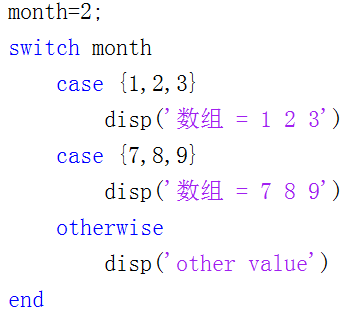 month=2;
switch month
    case {1,2,3}
        disp('数组 = 1 2 3')
    case {7,8,9}
        disp('数组 = 7 8 9')
    otherwise
        disp('other value')
end